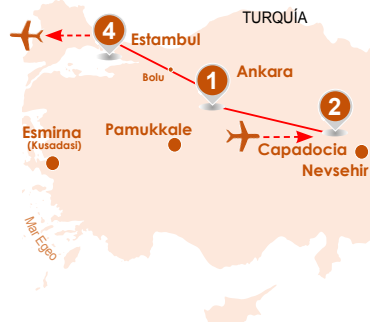 TURQUÍA
4
Estambul
Bolu
1
Ankara
2
Esmirna
(Kusadasi)
Pamukkale
Capadocia
Nevsehir
Mar Egeo